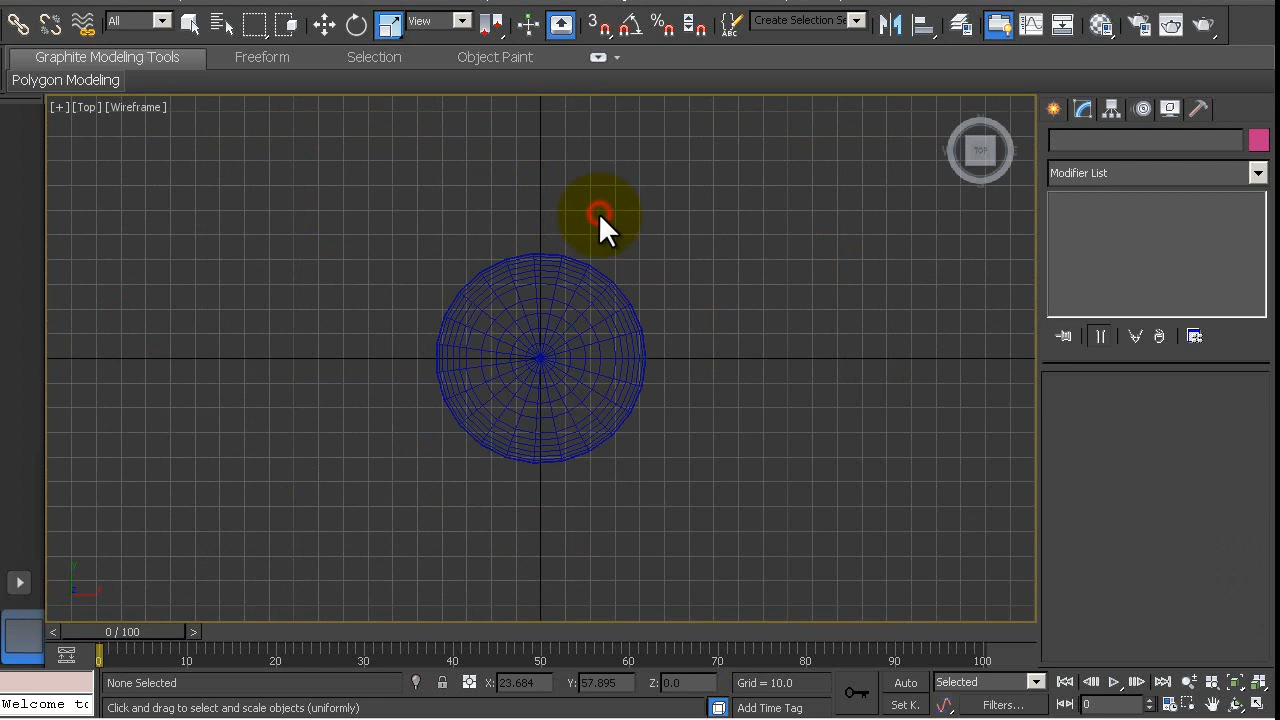 All
View
3
%
ABC
Create Selection Se
Graphite Modeling Tools
Freeform
Selection
Object Paint
Polygon Modeling
[+] [Top] [Wireframe]
TOP
Modifier List
y
z
x
< 0 / 100 >
0 10 20 30 40 50 60 70 80 90 100
None Selected
X: 23.684
Y: 57.895
Z: 0.0
Grid = 10.0
Auto
Selected
Welcome to
Click and drag to select and scale objects (uniformly)
Add Time Tag
Set K.
Filters...
0